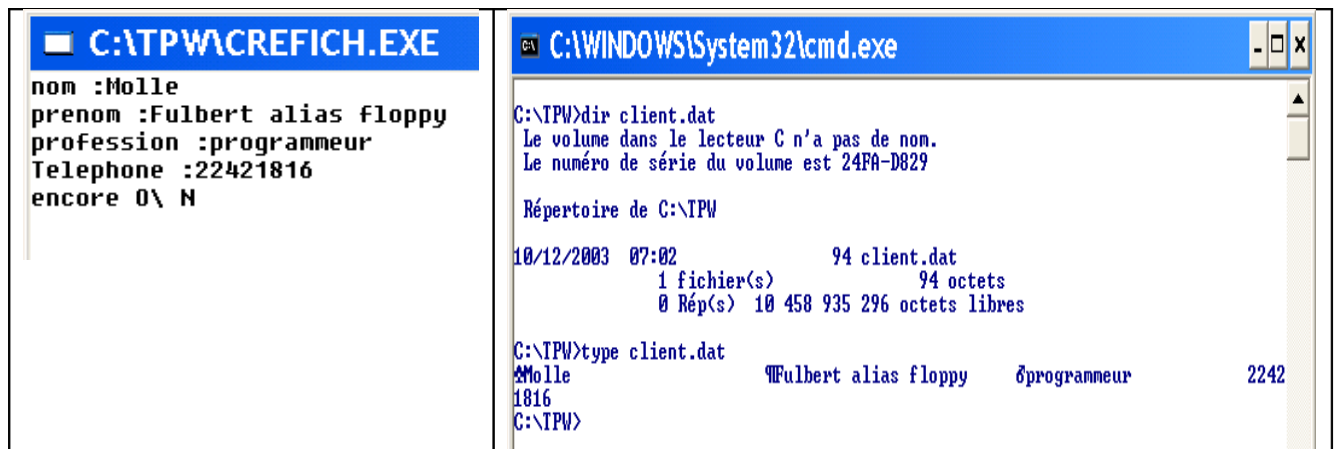 C:\TPW\CREFICH.EXE
nom :Molle
prenom :Fulbert alias floppy
profession :programmeur
Telephone :22421816
encore O\ N
C:\WINDOWS\System32\cmd.exe
C:\TPW>dir client.dat
Le volume dans le lecteur C n'a pas de nom.
Le numéro de série du volume est 24FA-D829
Répertoire de C:\TPW
10/12/2003 07:02 94 client.dat
1 fichier(s) 94 octets
0 Rép(s) 10 458 935 296 octets libres
C:\TPW>type client.dat
♣Molle ¶Fulbert alias floppy ♂programmeur 2242
1816
C:\TPW>